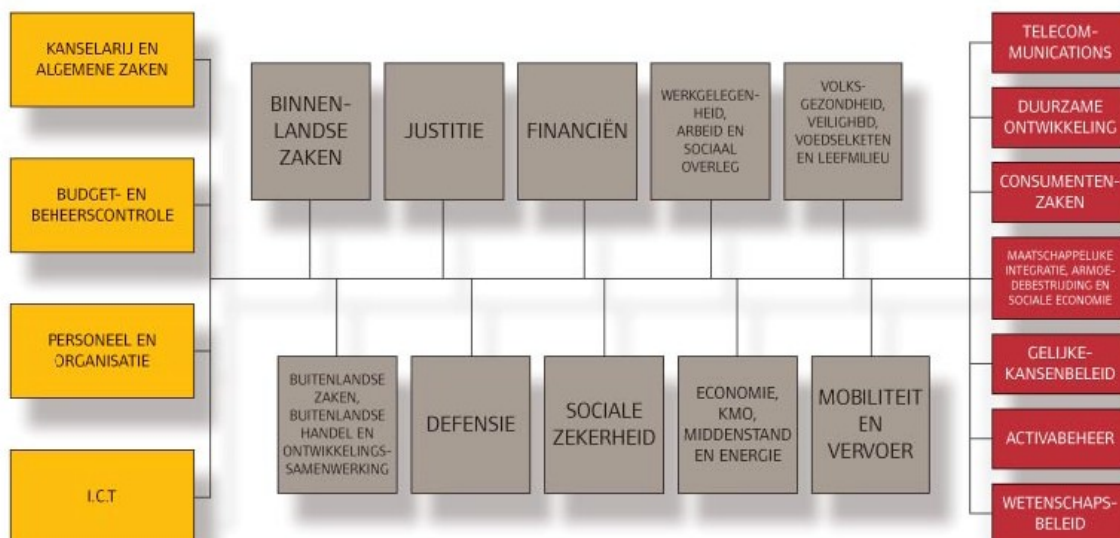 KANSELARIJ EN
ALGEMENE ZAKEN
BUDGET- EN
BEHEERSCONTROLE
PERSONEEL EN
ORGANISATIE
I.C.T
BINNEN-
LANDSE
ZAKEN
JUSTITIE
FINANCIËN
WERKGELEGEN-
HEID,
ARBEID EN
SOCIAAL
OVERLEG
VOLKS-
GEZONDHEID,
VEILIGHEID,
VOEDSELKETEN
EN LEEFMILIEU
BUITENLANDSE
ZAKEN,
BUITENLANDSE
HANDEL EN
ONTWIKKELINGS-
SAMENWERKING
DEFENSIE
SOCIALE
ZEKERHEID
ECONOMIE,
KMO,
MIDDENSTAND
EN ENERGIE
MOBILITEIT
EN
VERVOER
TELECOM-
MUNICATIONS
DUURZAME
ONTWIKKELING
CONSUMENTEN-
ZAKEN
MAATSCHAPPELIJKE
INTEGRATIE, ARMOE-
DEBESTRIJDING EN
SOCIALE ECONOMIE
GELIJKE-
KANSENBELEID
ACTIVABEHEER
WETENSCHAPS-
BELEID